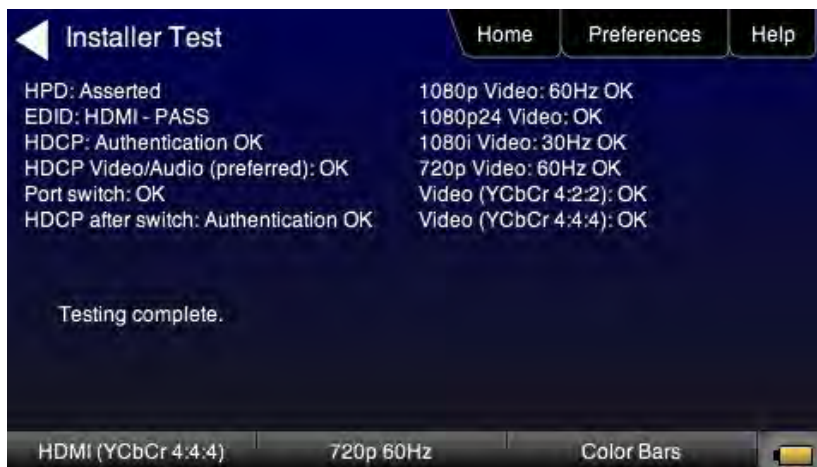 Installer Test
Home
Preferences
Help
HPD: Asserted
EDID: HDMI - PASS
HDCP: Authentication OK
HDCP Video/Audio (preferred): OK
Port switch: OK
HDCP after switch: Authentication OK
1080p Video: 60Hz OK
1080p24 Video: OK
1080i Video: 30Hz OK
720p Video: 60Hz OK
Video (YCbCr 4:2:2): OK
Video (YCbCr 4:4:4): OK
Testing complete.
HDMI (YCbCr 4:4:4)
720p 60Hz
Color Bars